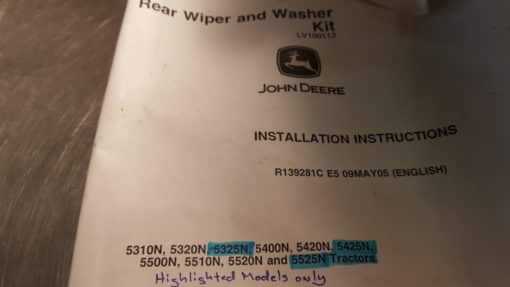 Rear Wiper and Washer
Kit
JOHN DEERE
INSTALLATION INSTRUCTIONS
R139281C E5 09MAY05 (ENGLISH)
5310N, 5320N, 5325N, 5400N, 5420N, 5425N,
5500N, 5510N, 5520N and 5525N Tractors
Highlighted Models only